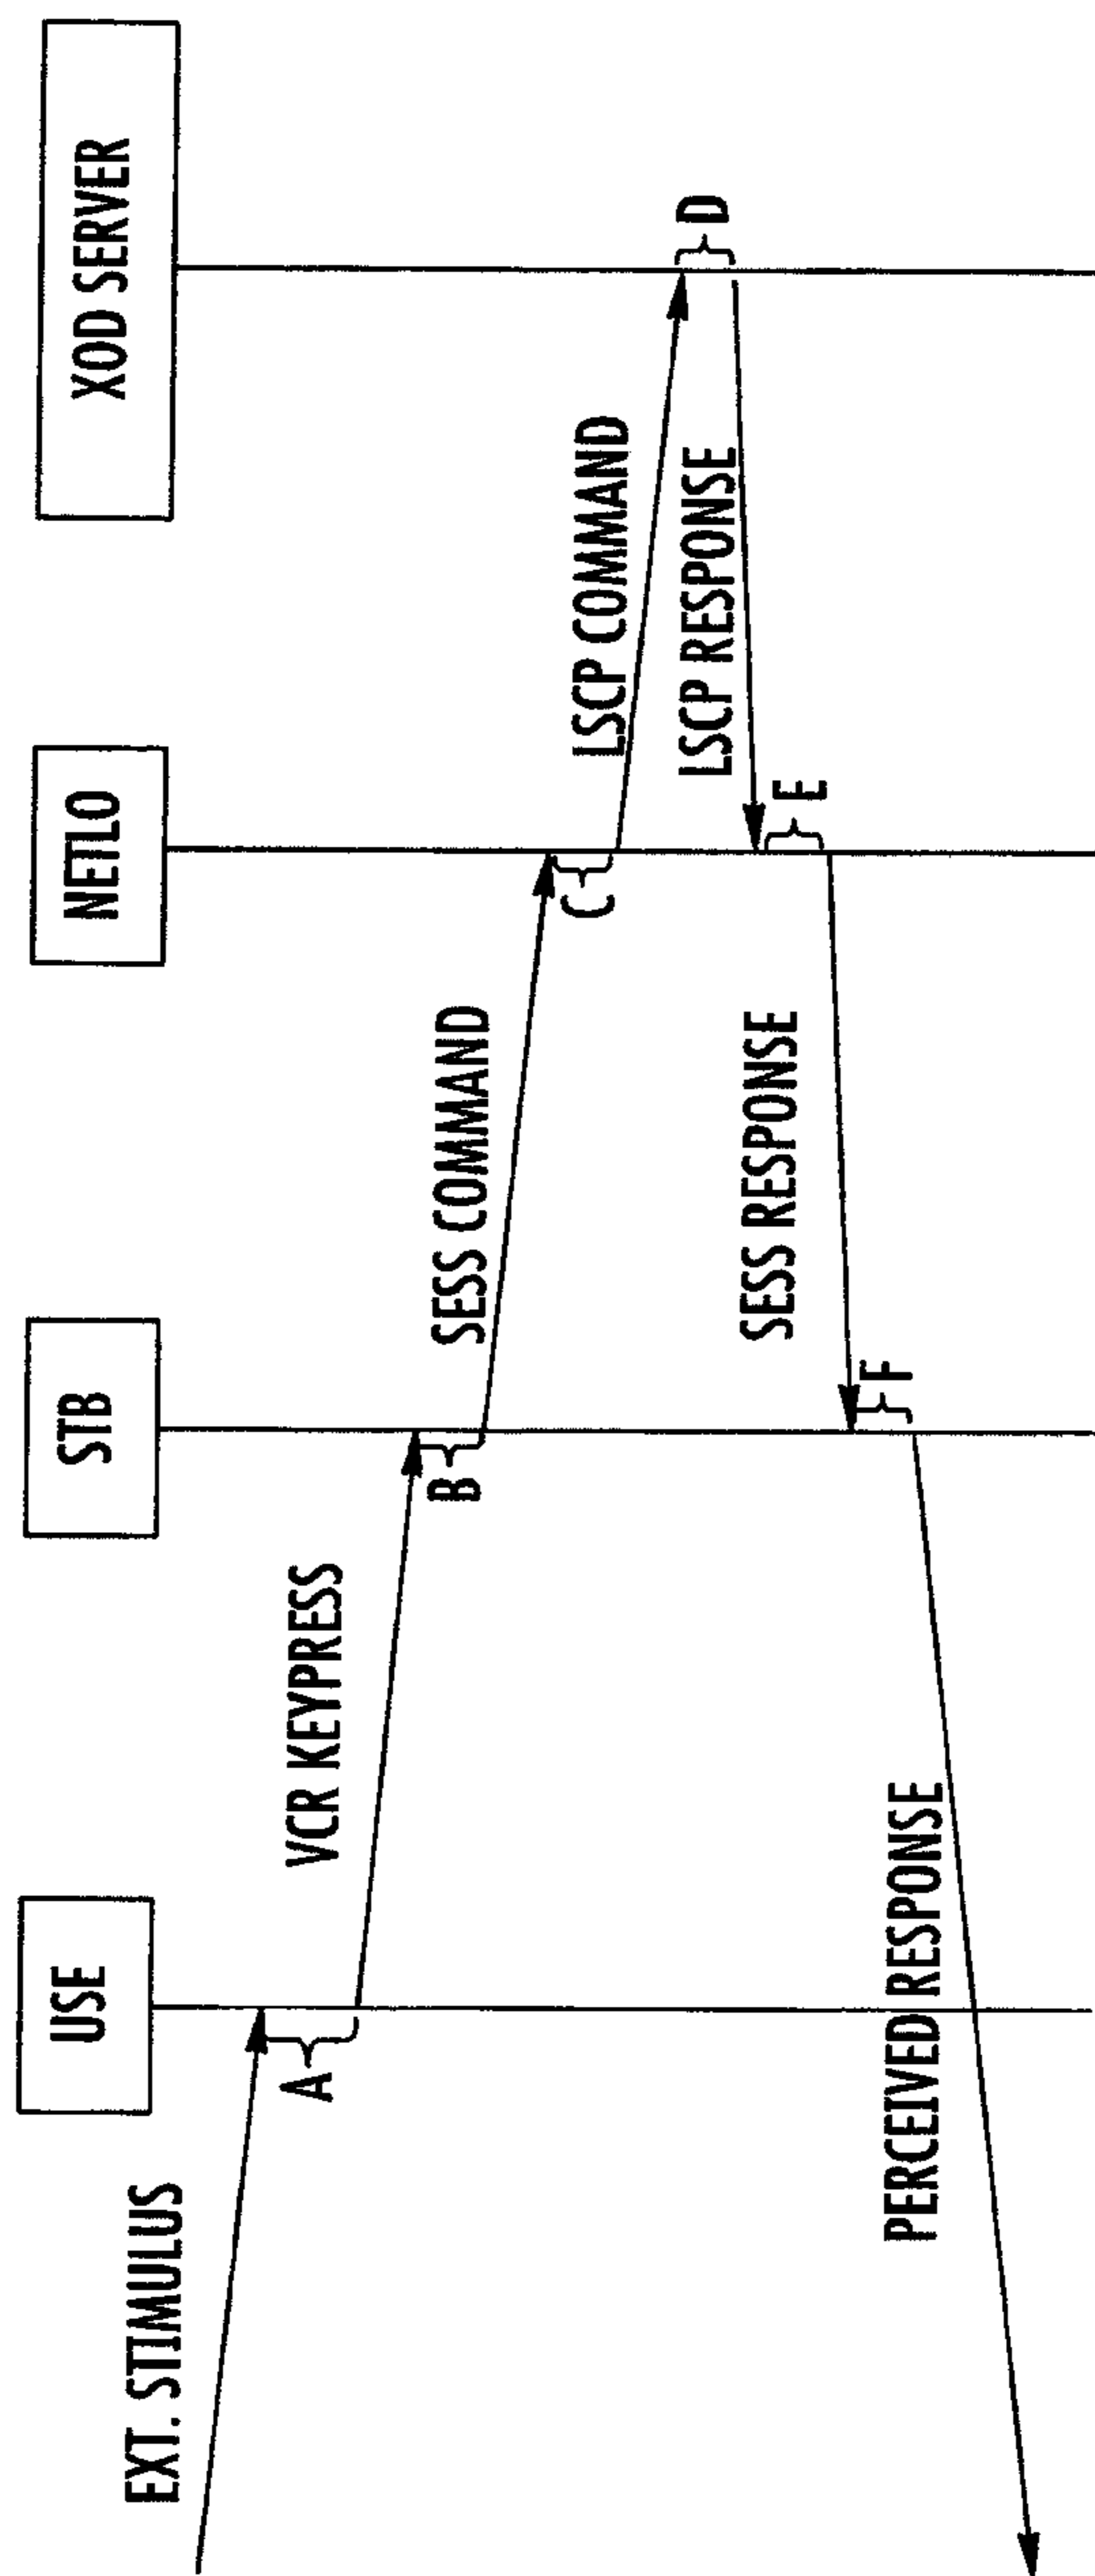 USE
STB
NETLO
XOD SERVER
EXT. STIMULUS
A
VCR KEYPRESS
B
SESS COMMAND
C
LSCP COMMAND
D
LSCP RESPONSE
E
SESS RESPONSE
F
PERCEIVED RESPONSE